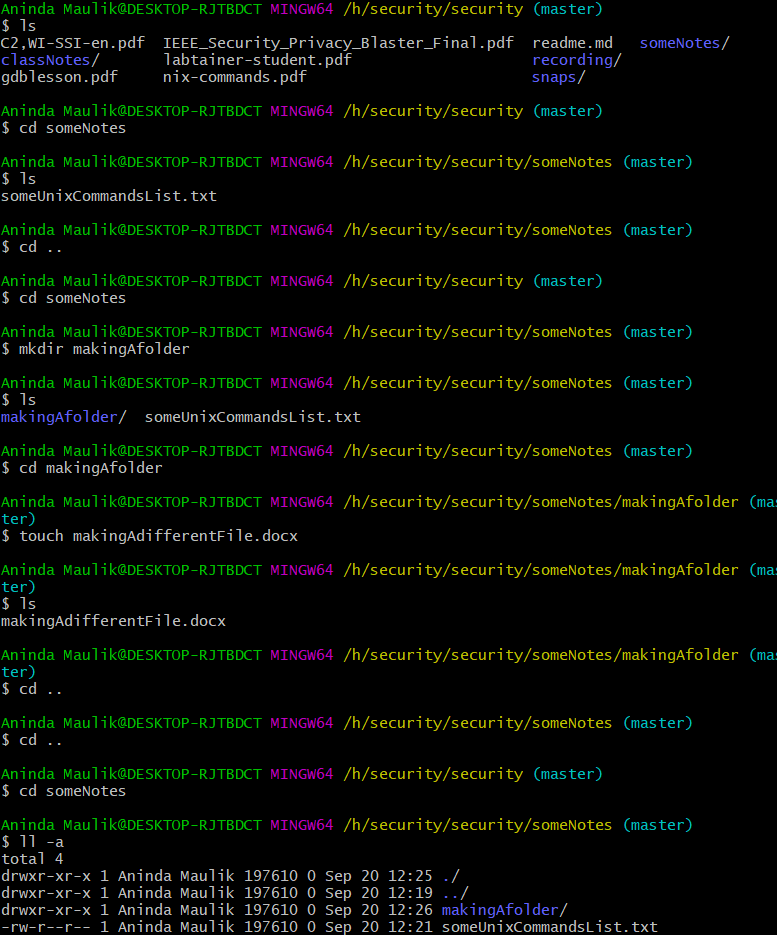 Aninda Maulik@DESKTOP-RJTBDCT MINGW64 /h/security/security (master)
$ ls
C2,WI-SSI-en.pdf  IEEE_Security_Privacy_Blaster_Final.pdf  readme.md   someNotes/
classNotes/       labtainer-student.pdf                    recording/
gdblesson.pdf     nix-commands.pdf                         snaps/

Aninda Maulik@DESKTOP-RJTBDCT MINGW64 /h/security/security (master)
$ cd someNotes

Aninda Maulik@DESKTOP-RJTBDCT MINGW64 /h/security/security/someNotes (master)
$ ls
someUnixCommandsList.txt

Aninda Maulik@DESKTOP-RJTBDCT MINGW64 /h/security/security/someNotes (master)
$ cd ..

Aninda Maulik@DESKTOP-RJTBDCT MINGW64 /h/security/security (master)
$ cd someNotes

Aninda Maulik@DESKTOP-RJTBDCT MINGW64 /h/security/security/someNotes (master)
$ mkdir makingAfolder

Aninda Maulik@DESKTOP-RJTBDCT MINGW64 /h/security/security/someNotes (master)
$ ls
makingAfolder/  someUnixCommandsList.txt

Aninda Maulik@DESKTOP-RJTBDCT MINGW64 /h/security/security/someNotes (master)
$ cd makingAfolder

Aninda Maulik@DESKTOP-RJTBDCT MINGW64 /h/security/security/someNotes/makingAfolder (mas
ter)
$ touch makingAdifferentFile.docx

Aninda Maulik@DESKTOP-RJTBDCT MINGW64 /h/security/security/someNotes/makingAfolder (mas
ter)
$ ls
makingAdifferentFile.docx

Aninda Maulik@DESKTOP-RJTBDCT MINGW64 /h/security/security/someNotes/makingAfolder (mas
ter)
$ cd ..

Aninda Maulik@DESKTOP-RJTBDCT MINGW64 /h/security/security/someNotes (master)
$ cd ..

Aninda Maulik@DESKTOP-RJTBDCT MINGW64 /h/security/security (master)
$ cd someNotes

Aninda Maulik@DESKTOP-RJTBDCT MINGW64 /h/security/security/someNotes (master)
$ ll -a
total 4
drwxr-xr-x 1 Aninda Maulik 197610 0 Sep 20 12:25 ./
drwxr-xr-x 1 Aninda Maulik 197610 0 Sep 20 12:19 ../
drwxr-xr-x 1 Aninda Maulik 197610 0 Sep 20 12:26 makingAfolder/
-rw-r--r-- 1 Aninda Maulik 197610 0 Sep 20 12:21 someUnixCommandsList.txt